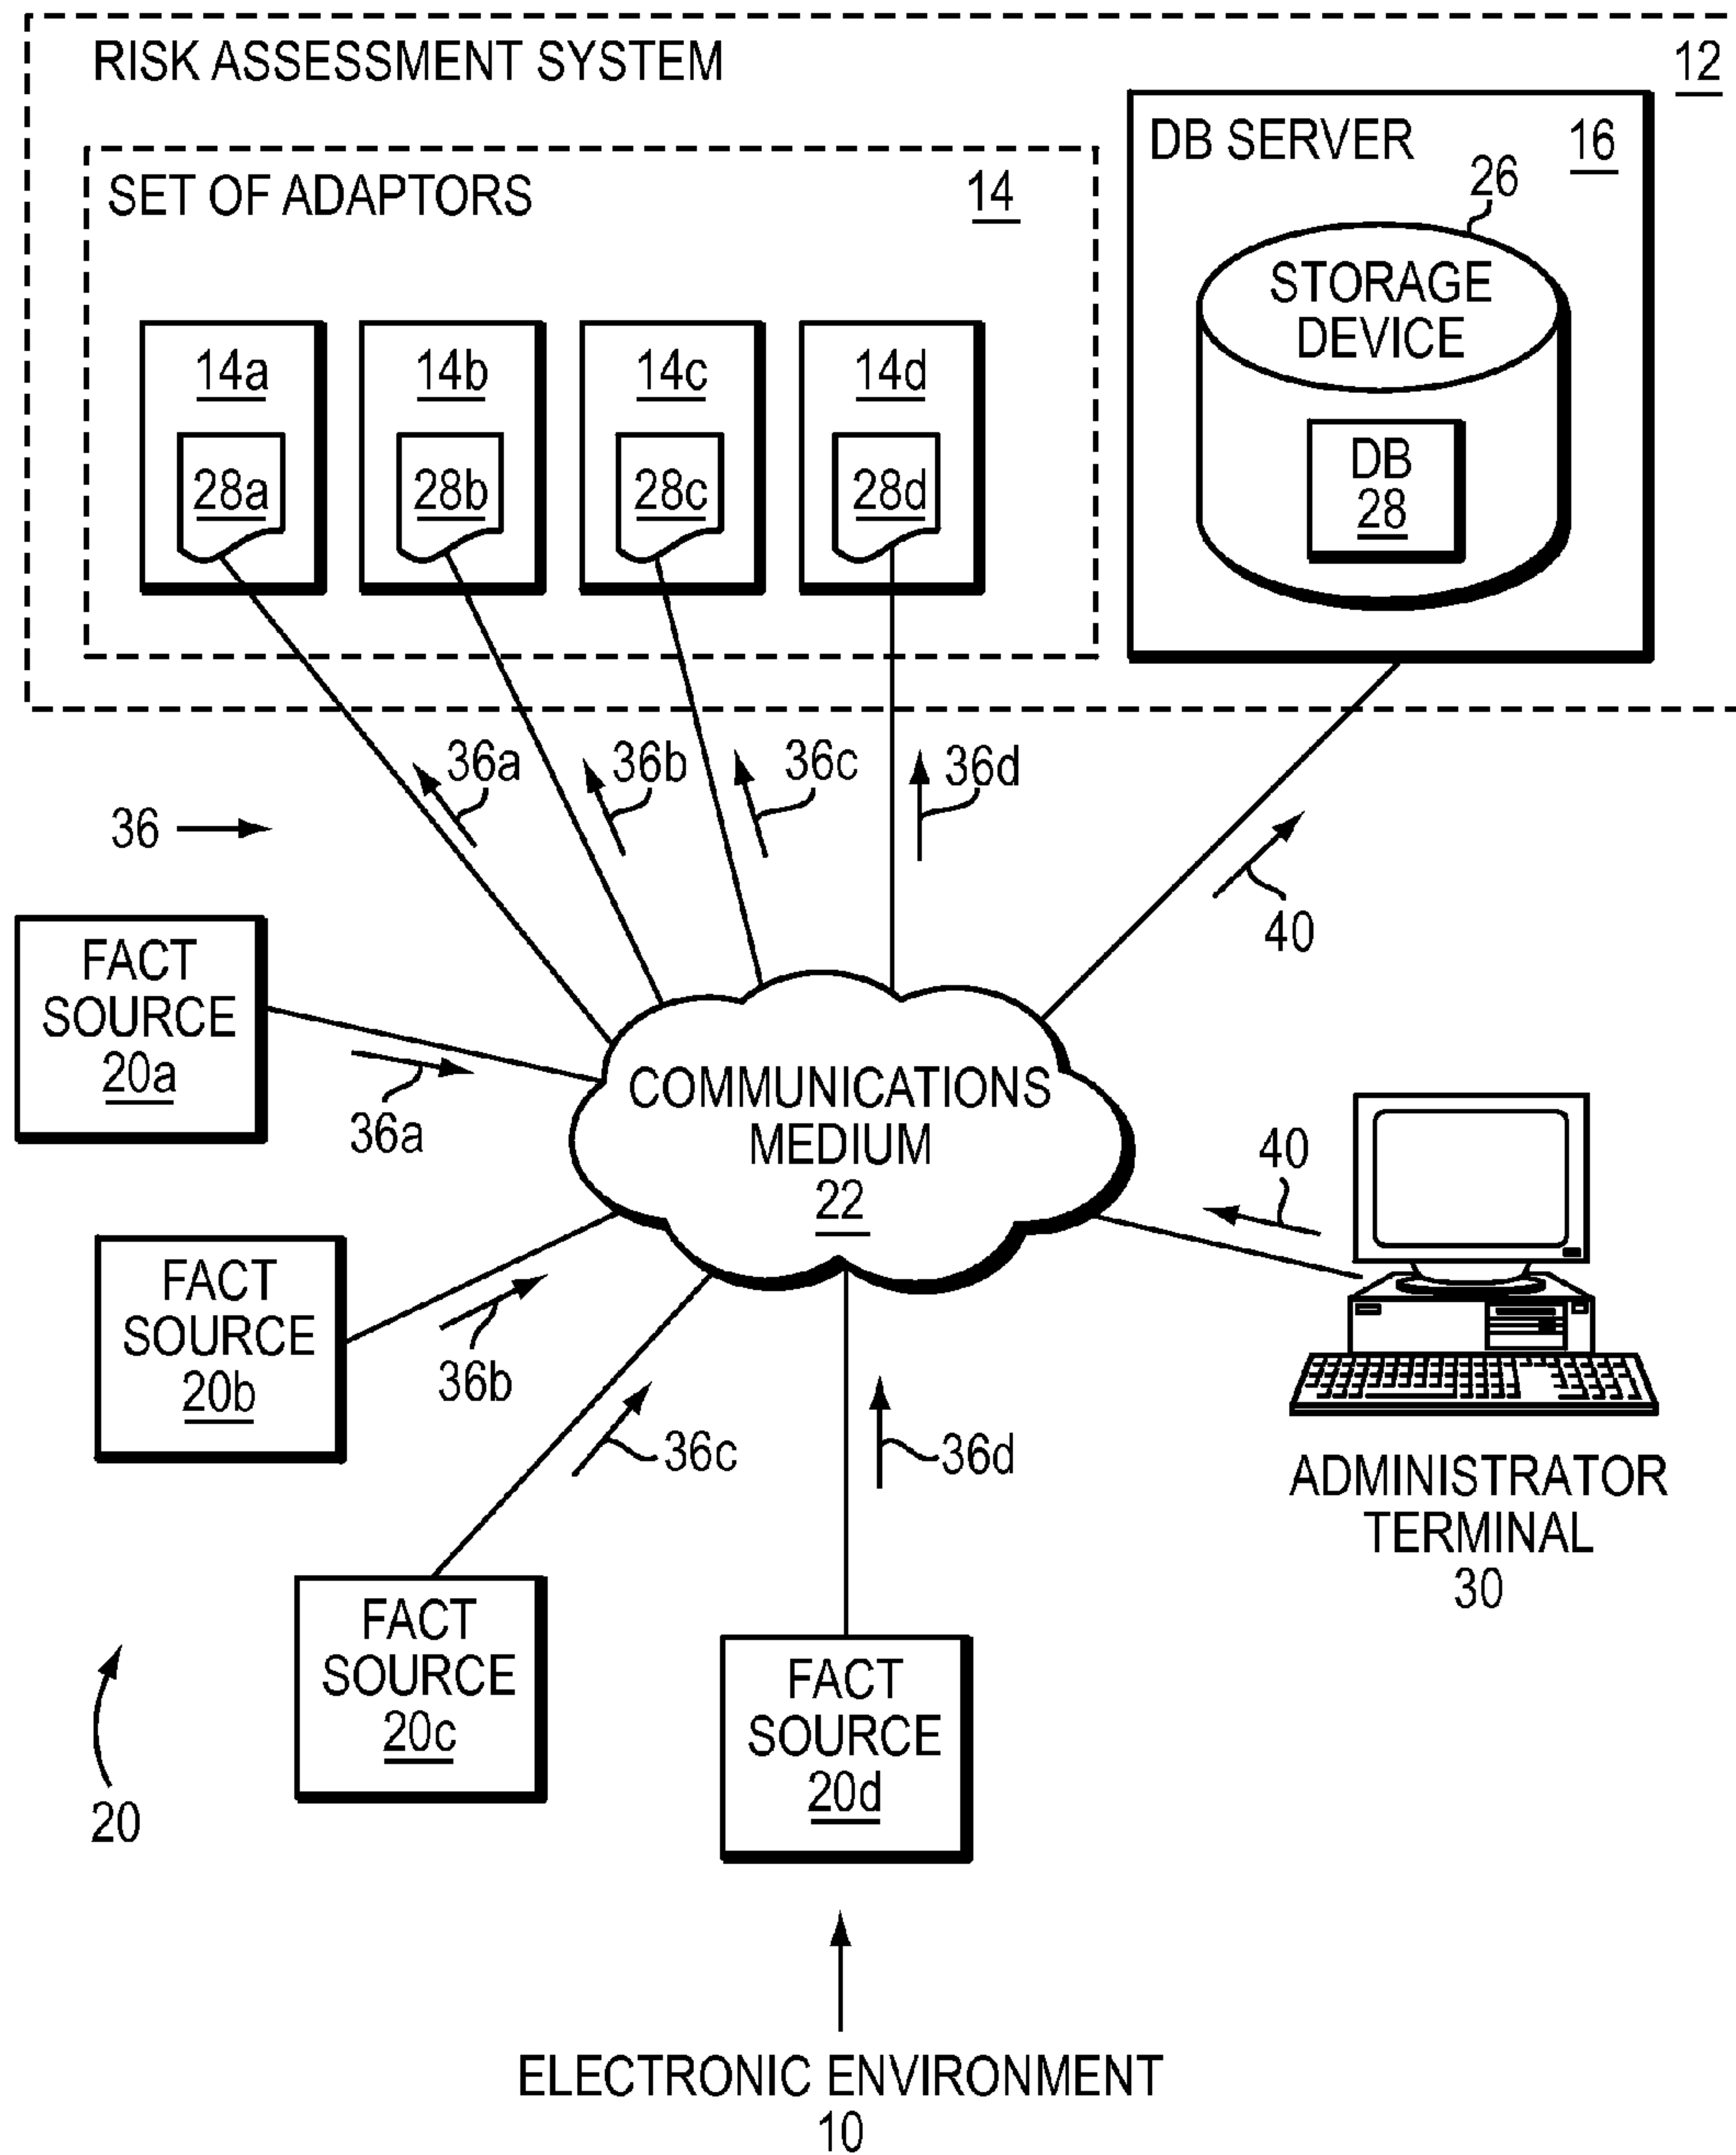 RISK ASSESSMENT SYSTEM
12
SET OF ADAPTORS
14
14a
28a
14b
28b
14c
28c
14d
28d
DB SERVER
16
26
STORAGE
DEVICE
DB
28
36
36a
36b
36c
36d
40
FACT
SOURCE
20a
36a
COMMUNICATIONS
MEDIUM
22
40
FACT
SOURCE
20b
36b
36c
36d
ADMINISTRATOR
TERMINAL
30
FACT
SOURCE
20c
FACT
SOURCE
20d
20
ELECTRONIC ENVIRONMENT
10